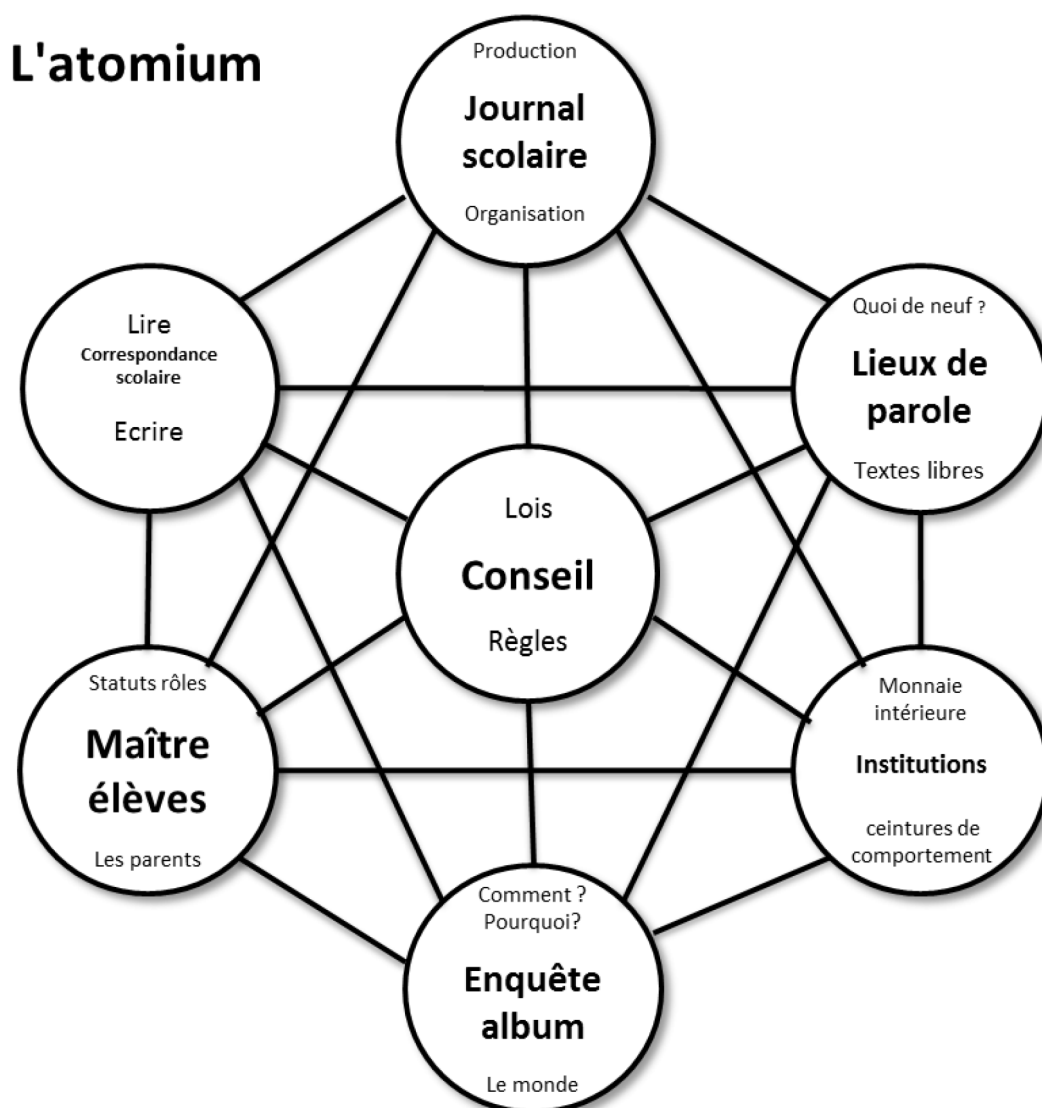 L'atomium
Production
Journal
scolaire
Organisation
Lire
Correspondance
scolaire
Ecrire
Quoi de neuf ?
Lieux de
parole
Textes libres
Lois
Conseil
Règles
Statuts rôles
Maître
élèves
Les parents
Monnaie
intérieure
Institutions
ceintures de
comportement
Comment ?
Pourquoi?
Enquête
album
Le monde